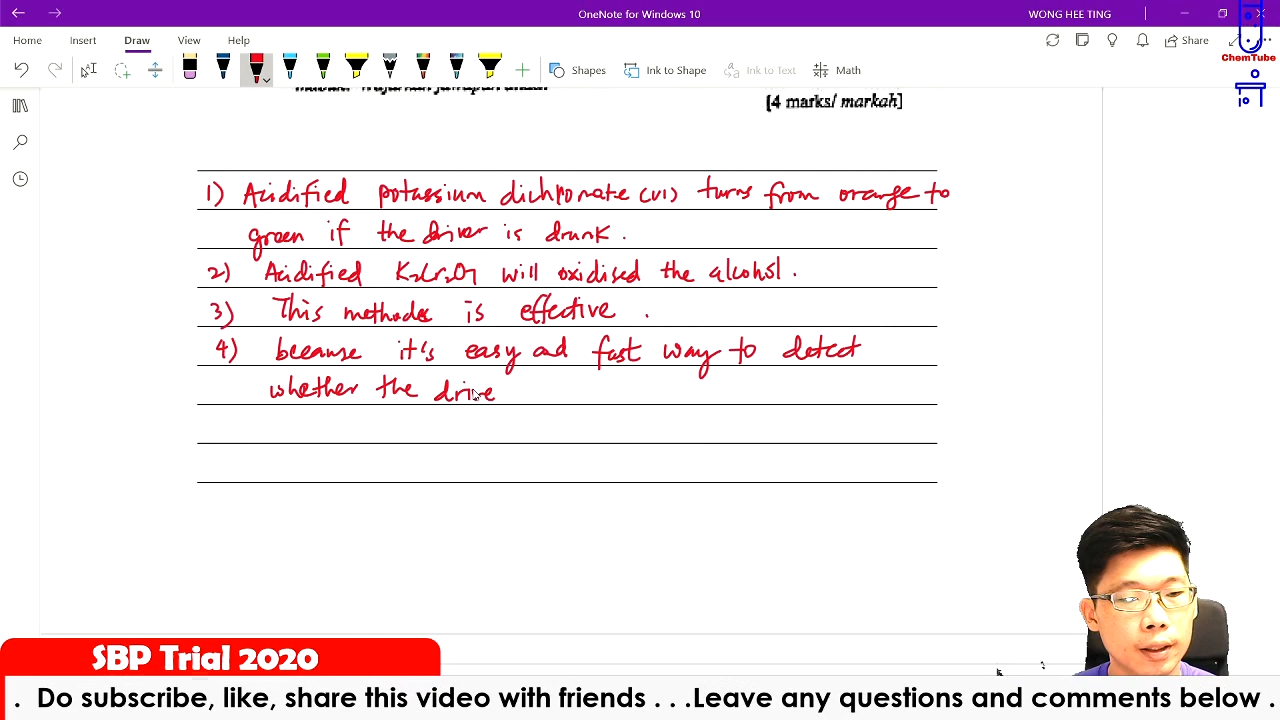 OneNote for Windows 10
WONG HEE TING
Home Insert Draw View Help
Share
Shapes Ink to Shape Ink to Text Math
ChemTube
[4 marks/ markah]
1) Acidified potassium dichromate (VI) turns from orange to
green if the driver is drunk.
2) Acidified K2Cr2O7 will oxidised the alcohol.
3) This methods is effective.
4) because it's easy and fast way to detect
whether the drive
SBP Trial 2020
. Do subscribe, like, share this video with friends . . .Leave any questions and comments below .